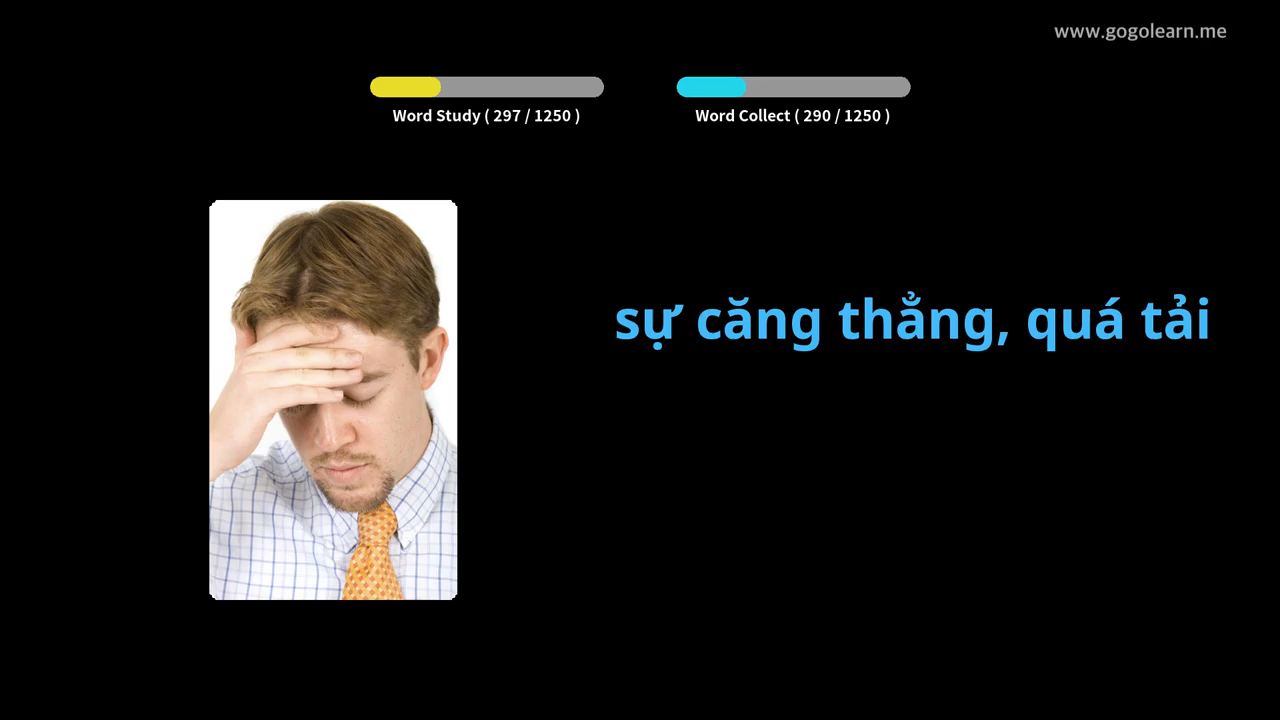 www.gogolearn.me
Word Study ( 297 / 1250 )
Word Collect ( 290 / 1250 )
sự căng thẳng, quá tải